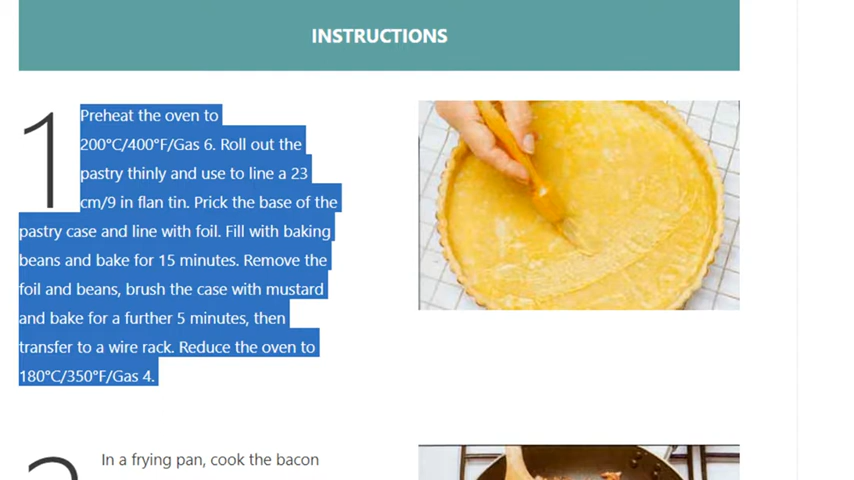 INSTRUCTIONS
1
Preheat the oven to
200°C/400°F/Gas 6. Roll out the
pastry thinly and use to line a 23
cm/9 in flan tin. Prick the base of the
pastry case and line with foil. Fill with baking
beans and bake for 15 minutes. Remove the
foil and beans, brush the case with mustard
and bake for a further 5 minutes, then
transfer to a wire rack. Reduce the oven to
180°C/350°F/Gas 4.
2
In a frying pan, cook the bacon